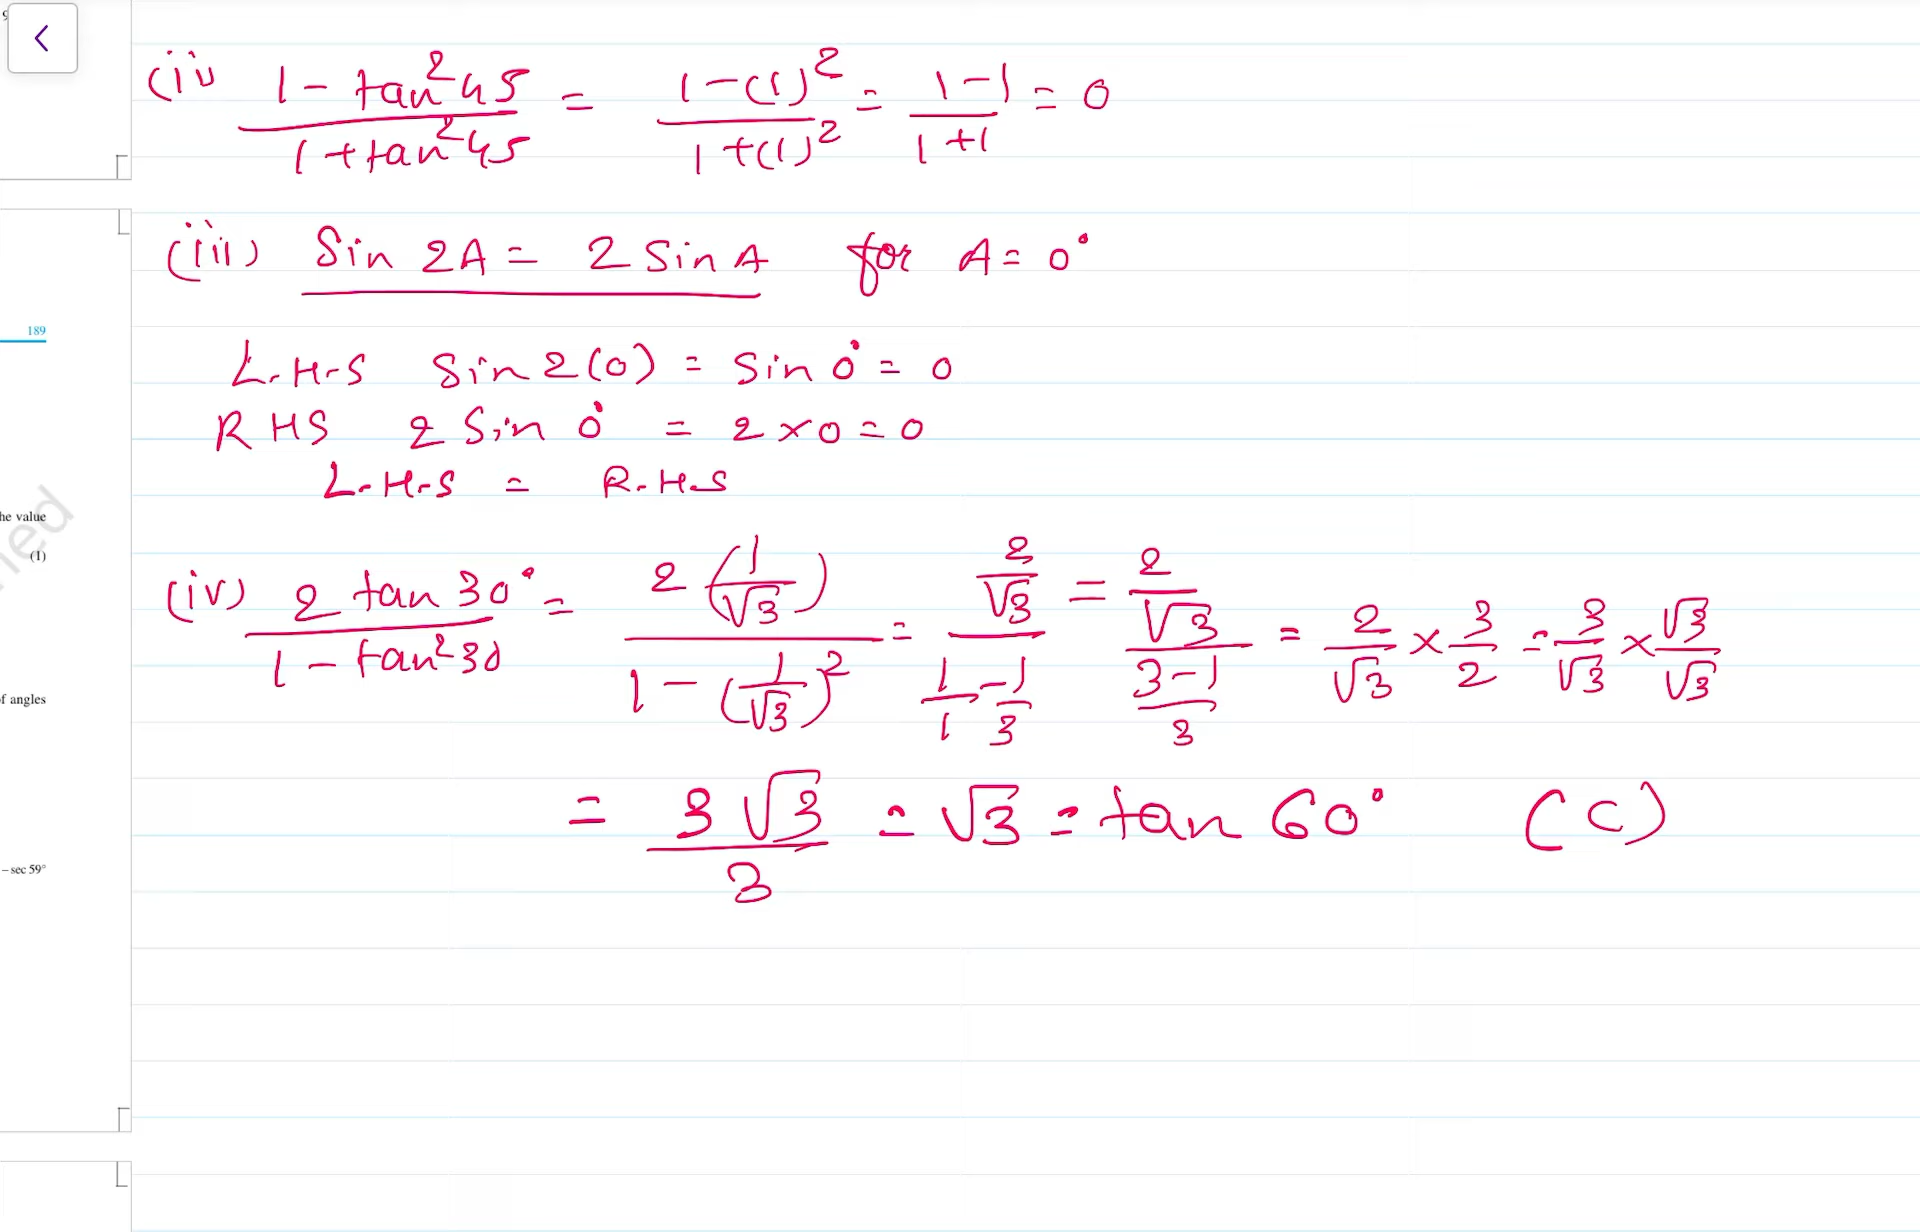 (ii) (1 - tan²45)/(1 + tan²45) = (1-(1)²)/(1+(1)²) = (1-1)/(1+1) = 0
(iii) Sin 2A = 2 Sin A for A = 0°
189
L.H.S Sin 2(0) = Sin 0° = 0
RHS 2 Sin 0° = 2 × 0 = 0
L.H.S = R.H.S
he value
(1)
(iv) (2 tan 30°)/(1 - tan²30) = (2(1/√3))/(1 - (1/√3)²) = (2/√3)/(1/1 - 1/3) = (2/√3)/((3-1)/3) = 2/√3 × 3/2 = 3/√3 × √3/√3
f angles
= 3√3/3 = √3 = tan 60° (C)
– sec 59°